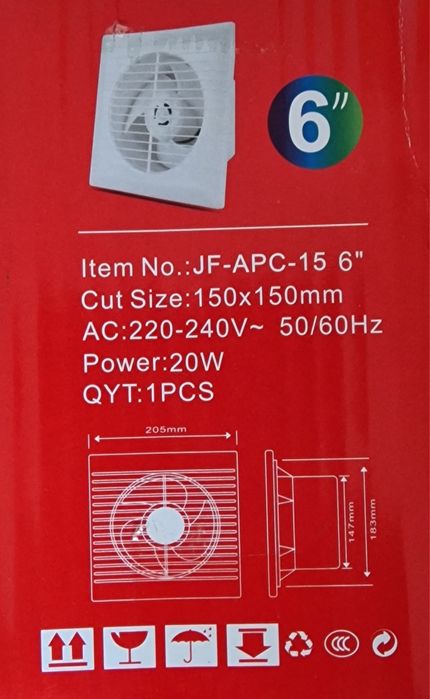 6"
Item No.:JF-APC-15 6"
Cut Size:150x150mm
AC:220-240V~ 50/60Hz
Power:20W
QYT:1PCS
205mm
147mm
183mm
CCC